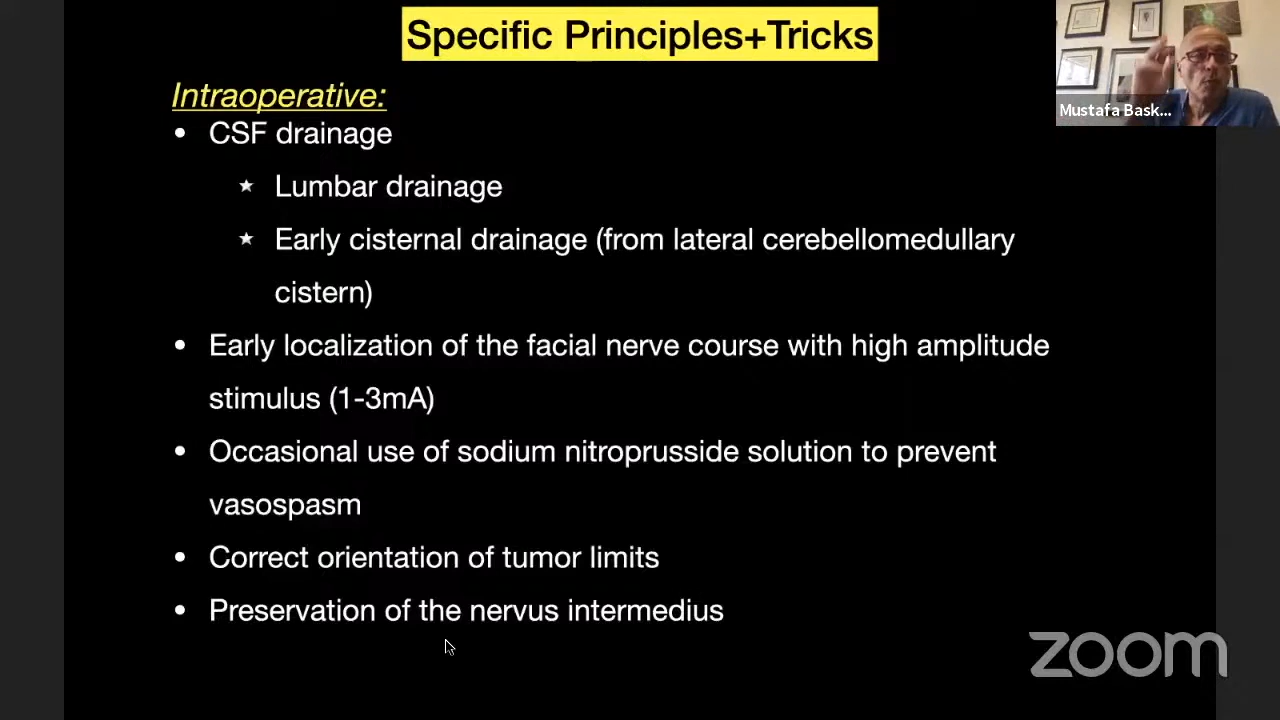 Specific Principles+Tricks
Mustafa Bask...
Intraoperative:
• CSF drainage
★ Lumbar drainage
★ Early cisternal drainage (from lateral cerebellomedullary
cistern)
• Early localization of the facial nerve course with high amplitude
stimulus (1-3mA)
• Occasional use of sodium nitroprusside solution to prevent
vasospasm
• Correct orientation of tumor limits
• Preservation of the nervus intermedius
zoom